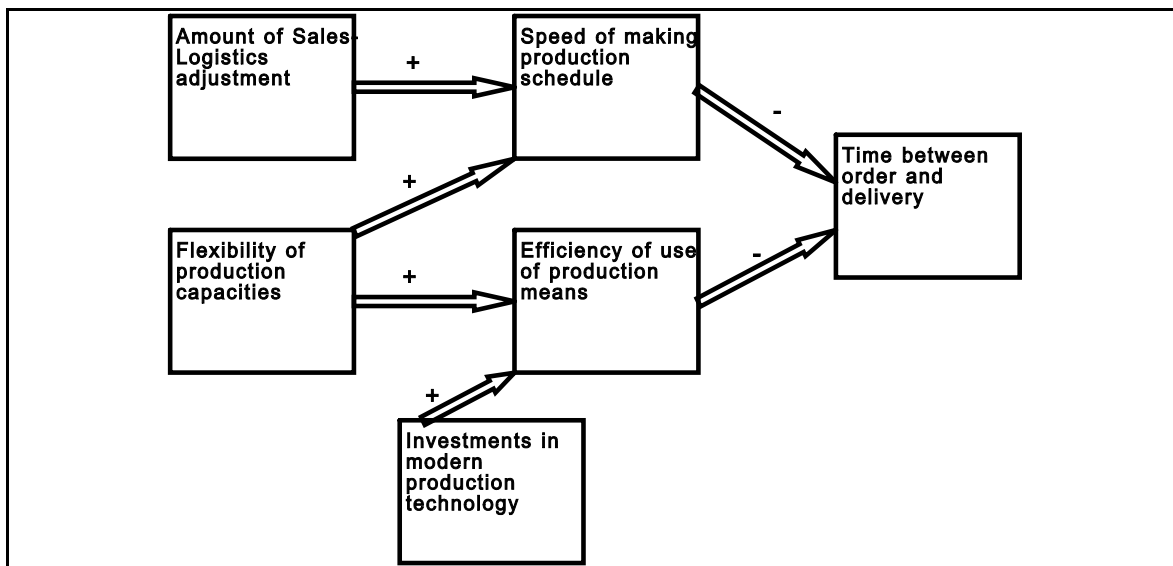 Amount of Sales-
Logistics
adjustment
+
Speed of making
production
schedule
-
Time between
order and
delivery
+
Flexibility of
production
capacities
+
Efficiency of use
of production
means
-
+
Investments in
modern
production
technology